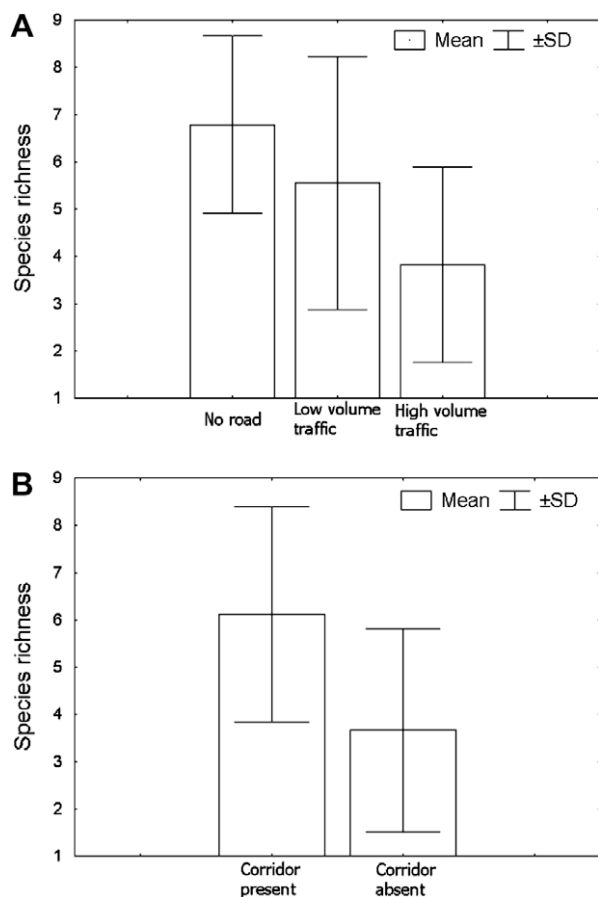 A
9
8
7
6
5
4
3
2
1
Species richness
Mean ±SD
No road
Low volume
traffic
High volume
traffic
B
9
8
7
6
5
4
3
2
1
Species richness
Mean ±SD
Corridor
present
Corridor
absent